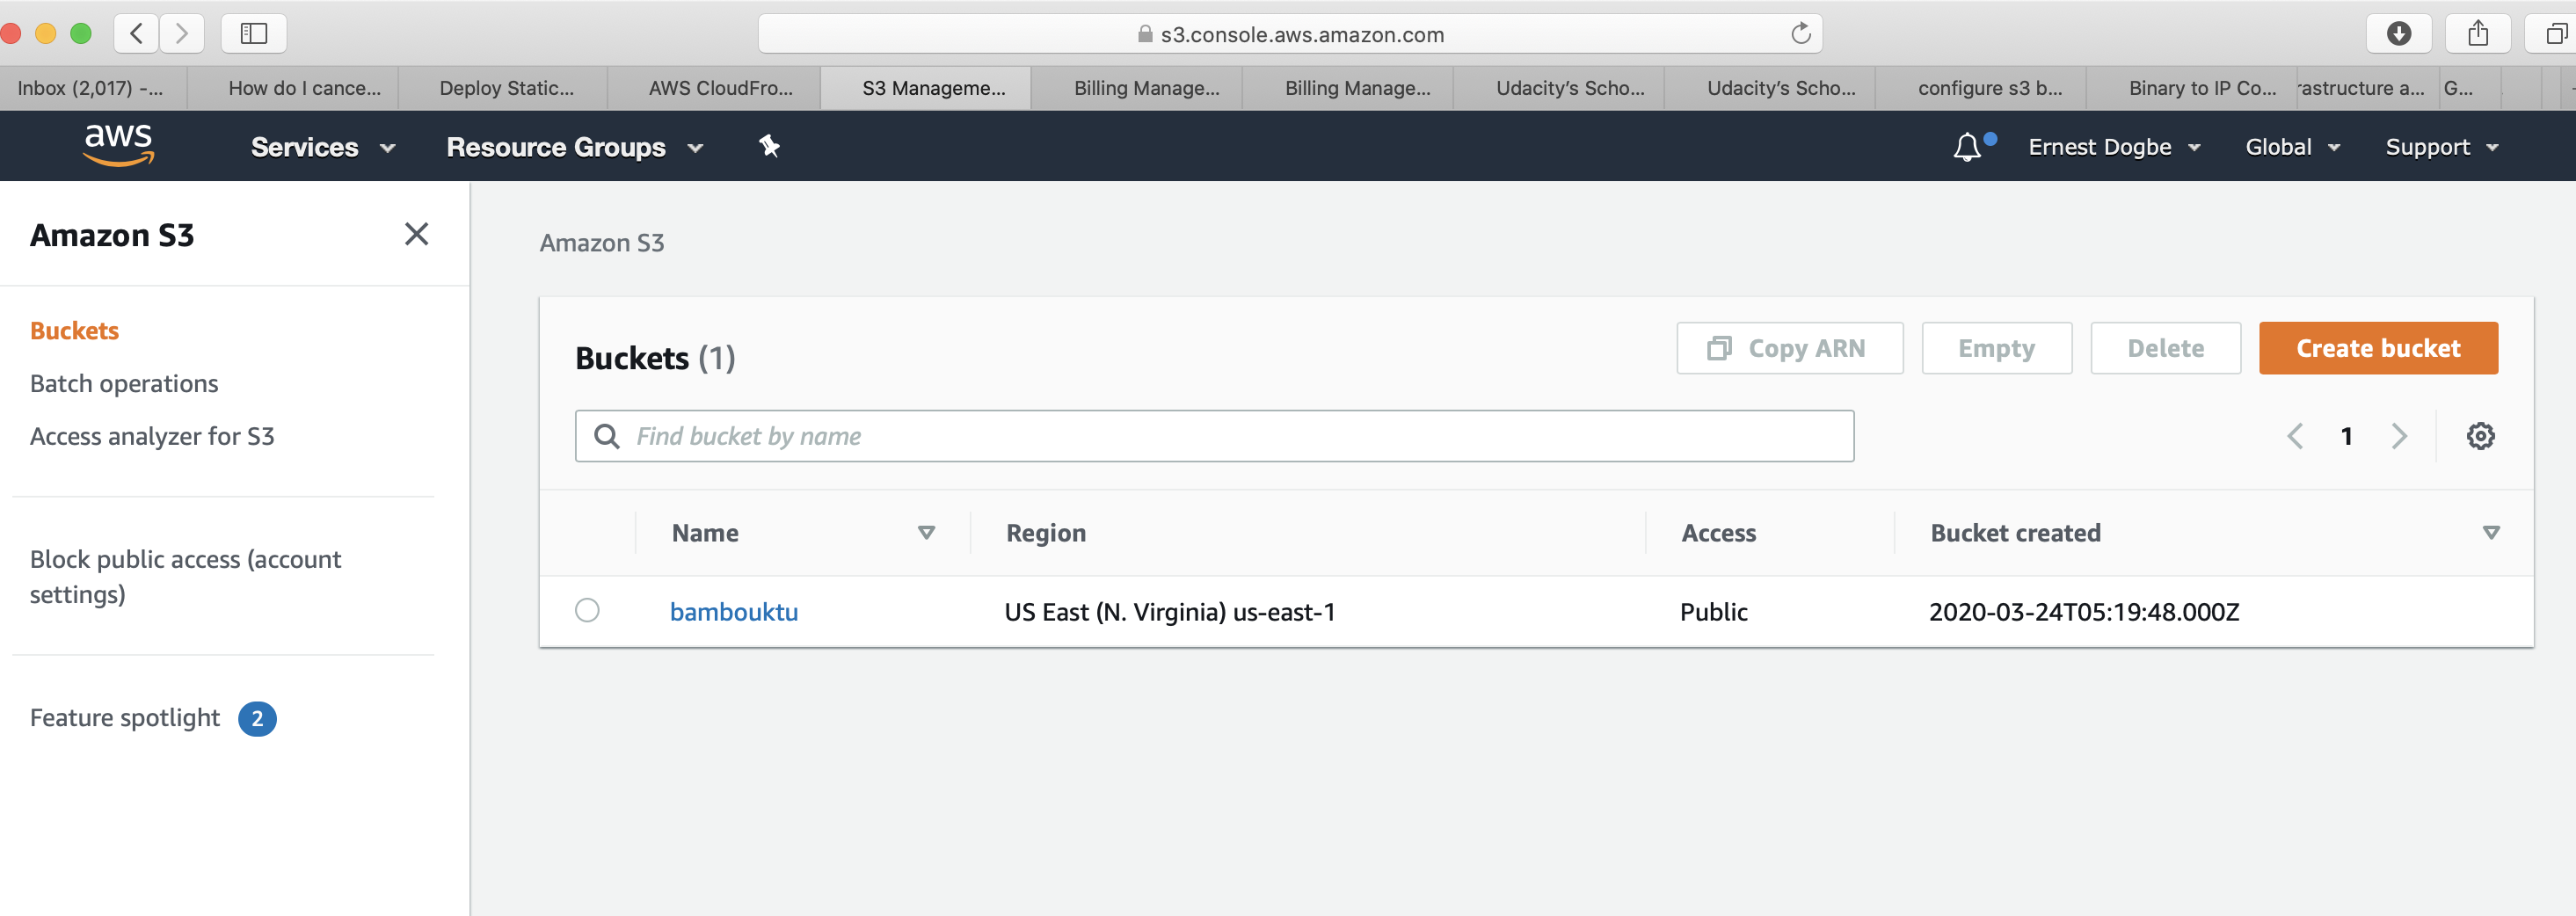 s3.console.aws.amazon.com
Inbox (2,017) -... How do I cance... Deploy Static... AWS CloudFro... S3 Manageme... Billing Manage... Billing Manage... Udacity's Scho... Udacity's Scho... configure s3 b... Binary to IP Co... rastructure a... G...
aws Services Resource Groups Ernest Dogbe Global Support
Amazon S3
Buckets
Batch operations
Access analyzer for S3
Block public access (account
settings)
Feature spotlight 2
Amazon S3
Buckets (1) Copy ARN Empty Delete Create bucket
Find bucket by name 1
Name Region Access Bucket created
bambouktu US East (N. Virginia) us-east-1 Public 2020-03-24T05:19:48.000Z